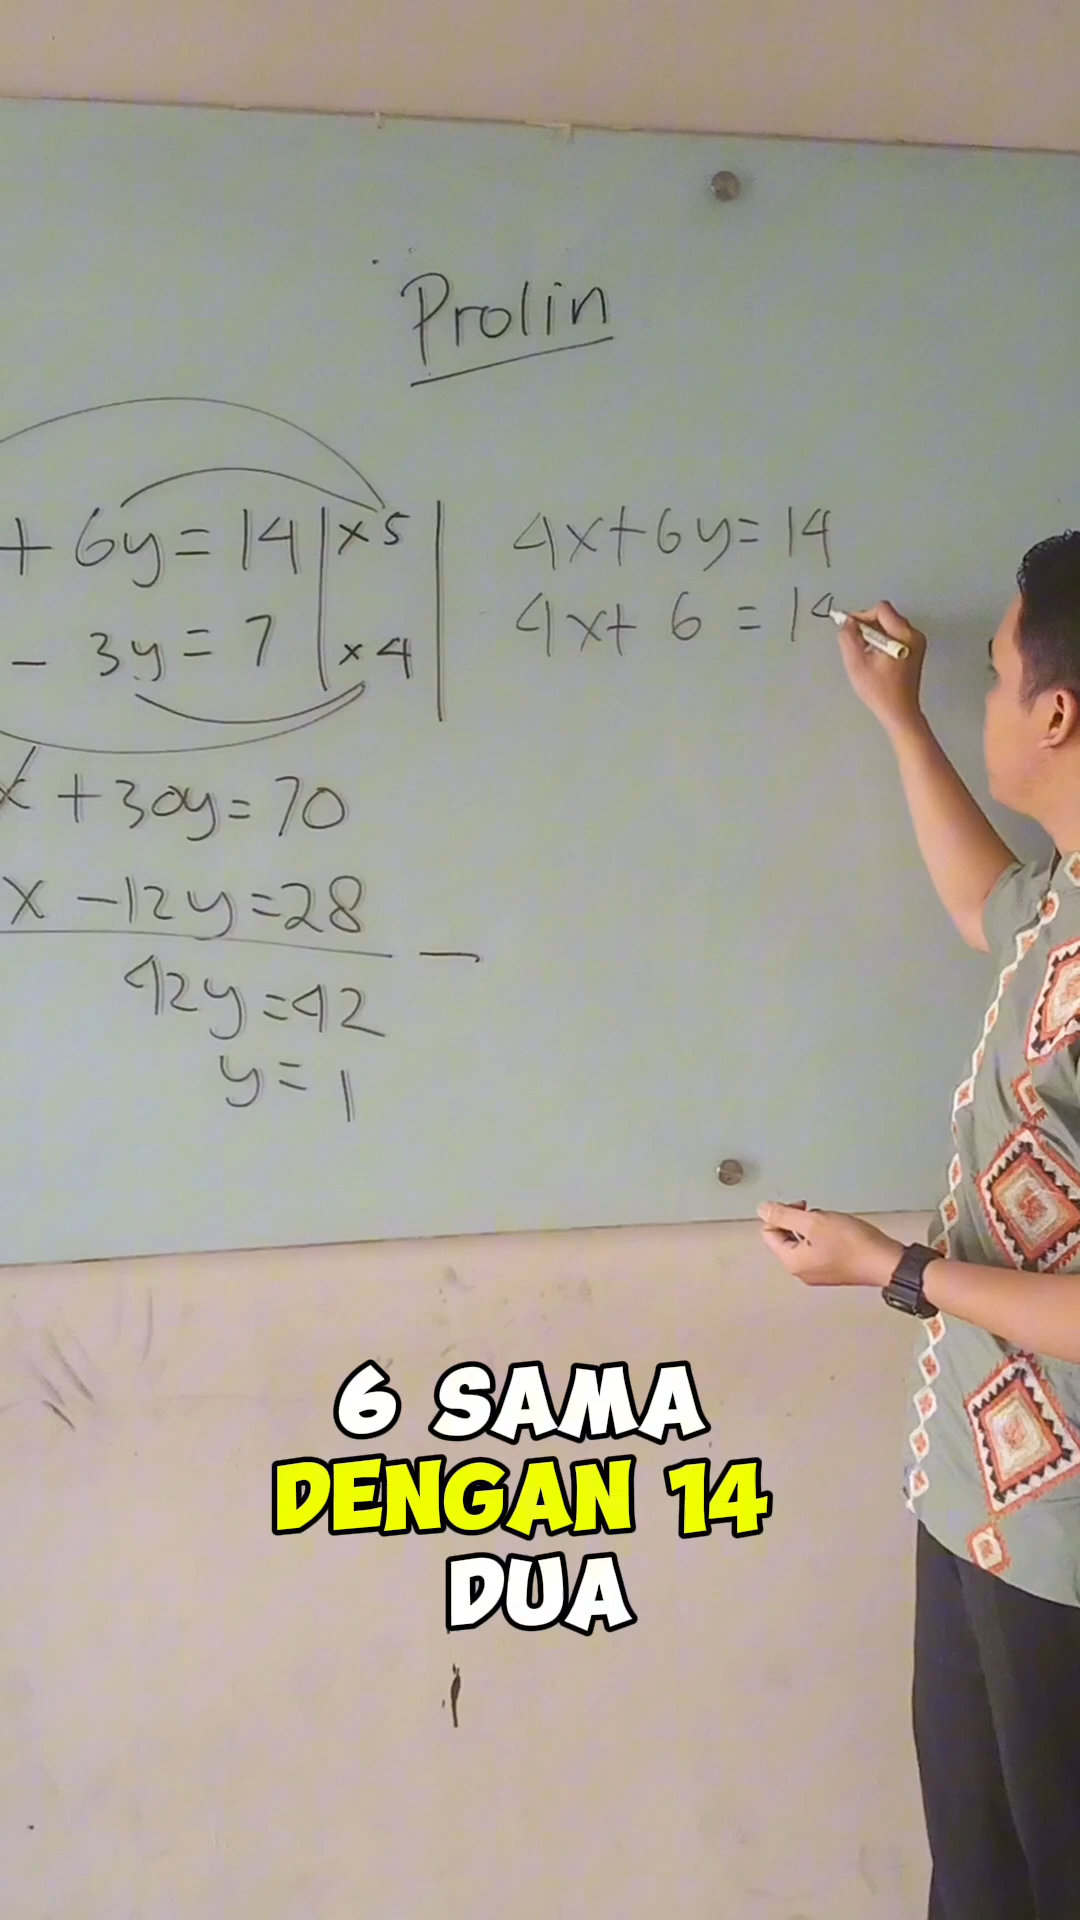 Prolin
+ 6y = 14 | x 5 |
- 3y = 7 | x 4 |
x + 30y = 70
x - 12y = 28
42y = 42
y = 1
4x + 6y = 14
4x + 6 = 14
6 SAMA
DENGAN 14
DUA